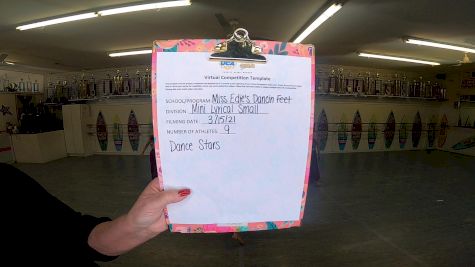 UCA
Virtual Competition Template
SCHOOL/PROGRAM Miss Edie's Dancin Feet
DIVISION Mini Lyrical Small
FILMING DATE 3/15/21
NUMBER OF ATHLETES 9
Dance Stars